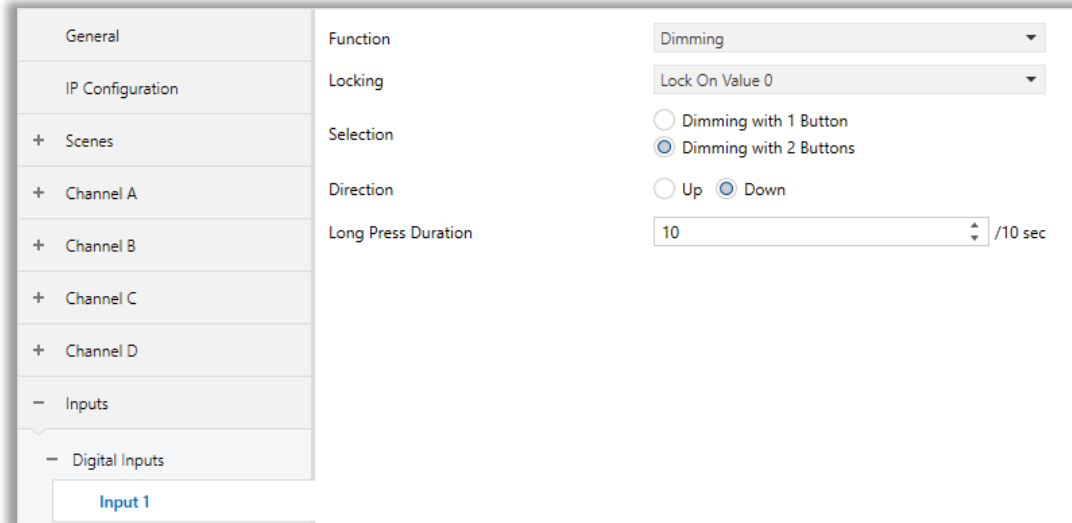 General
IP Configuration
+ Scenes
+ Channel A
+ Channel B
+ Channel C
+ Channel D
− Inputs
− Digital Inputs
Input 1
Function Dimming
Locking Lock On Value 0
Selection Dimming with 1 Button
Dimming with 2 Buttons
Direction Up Down
Long Press Duration 10 /10 sec